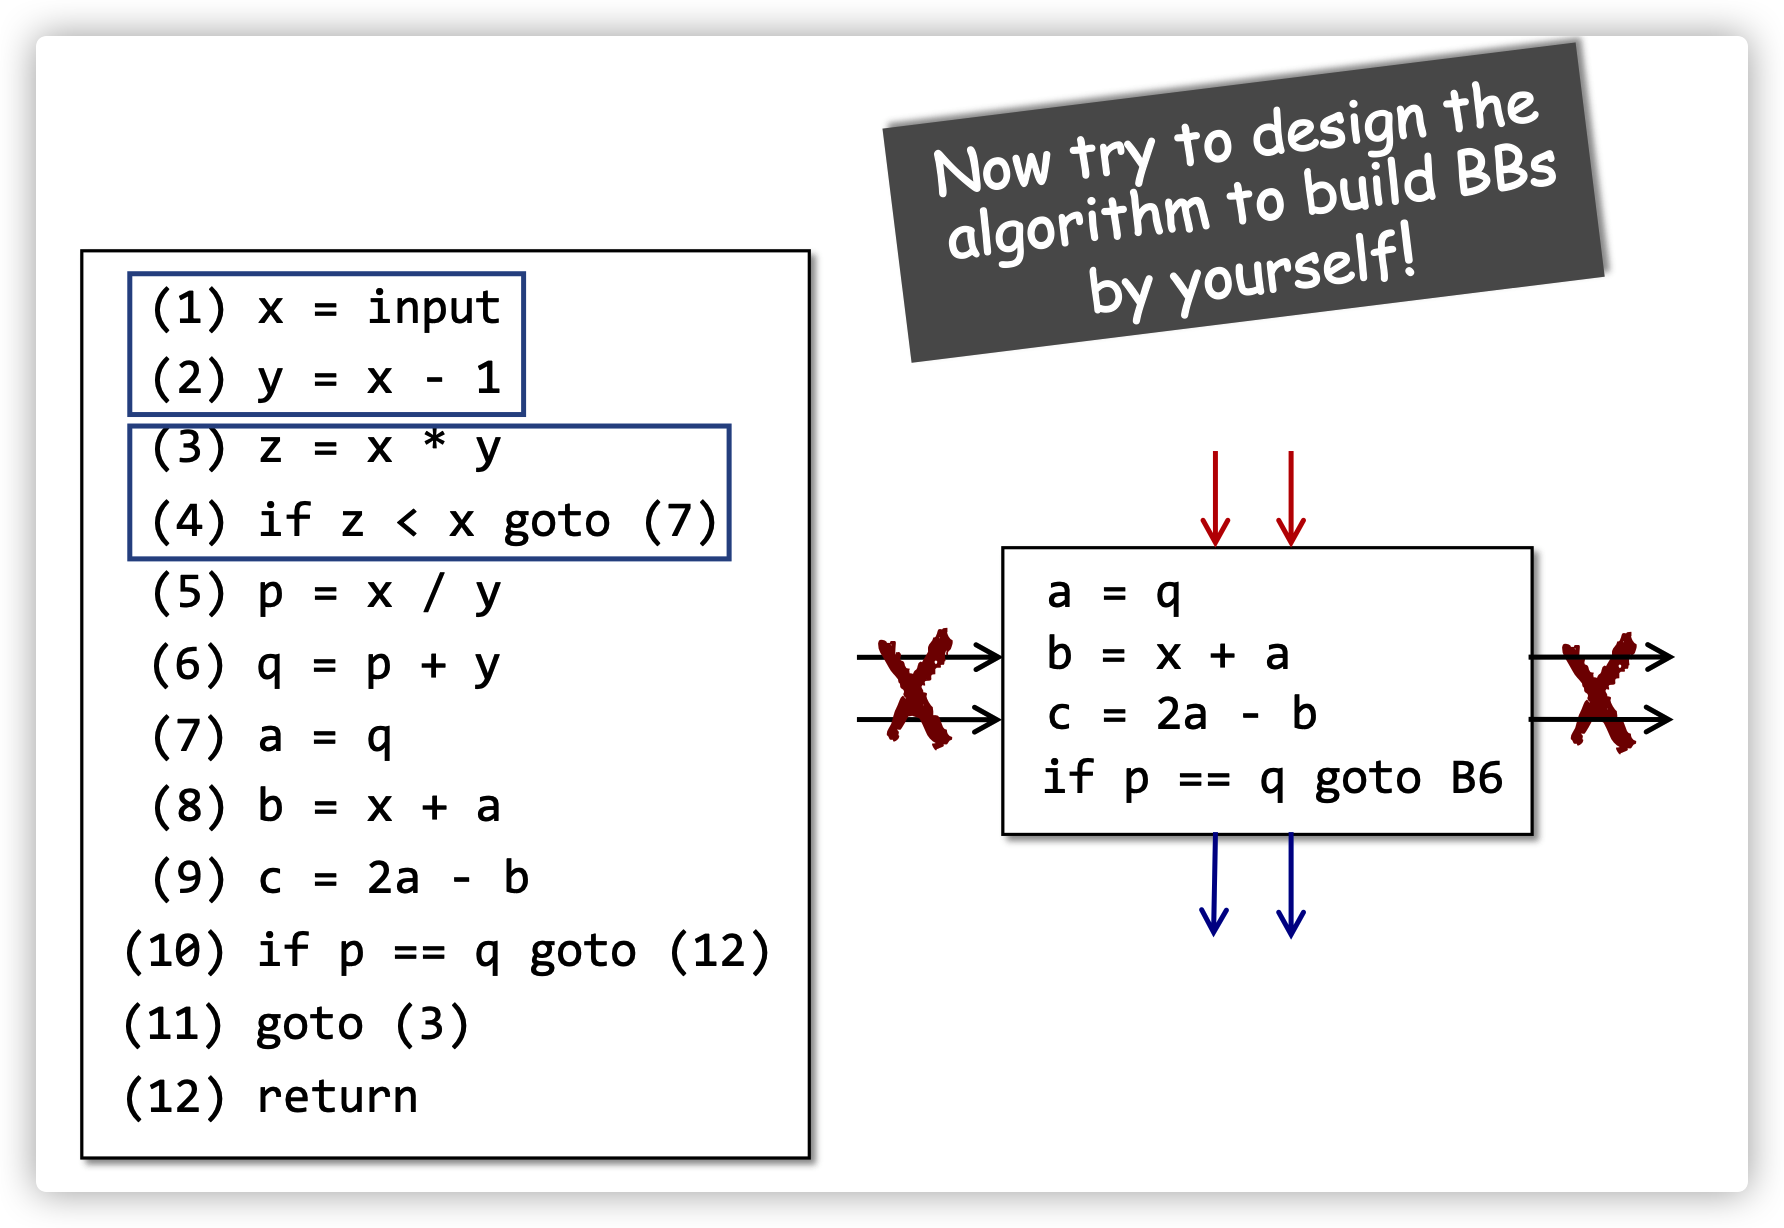 Now try to design the
algorithm to build BBs
by yourself!
(1) x = input
(2) y = x - 1
(3) z = x * y
(4) if z < x goto (7)
(5) p = x / y
(6) q = p + y
(7) a = q
(8) b = x + a
(9) c = 2a - b
(10) if p == q goto (12)
(11) goto (3)
(12) return
a = q
b = x + a
c = 2a - b
if p == q goto B6